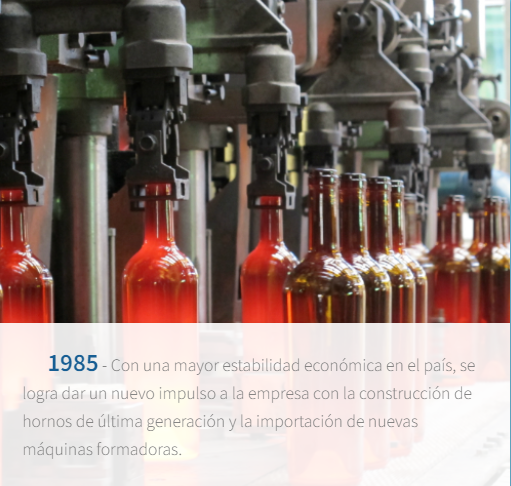 1985 - Con una mayor estabilidad económica en el país, se
logra dar un nuevo impulso a la empresa con la construcción de
hornos de última generación y la importación de nuevas
máquinas formadoras.